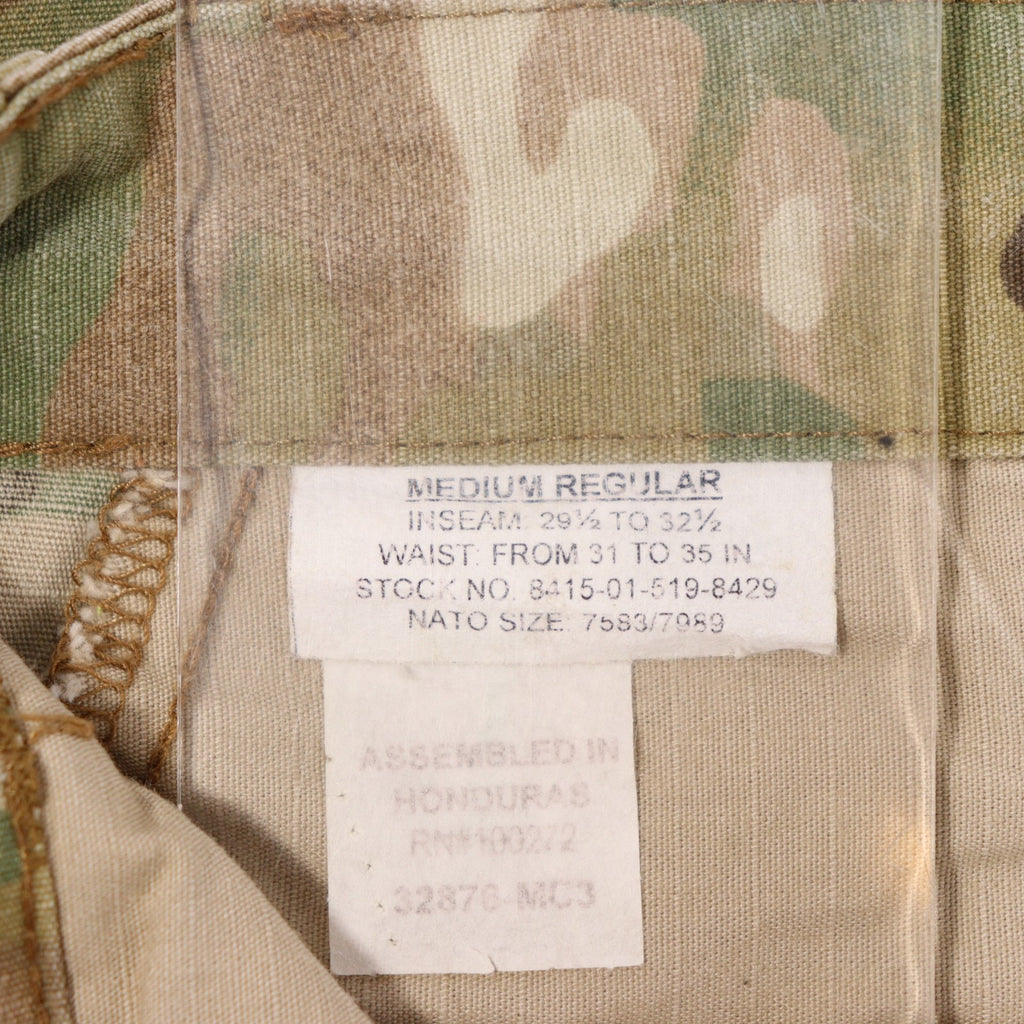 MEDIUM REGULAR
INSEAM: 29½ TO 32½
WAIST: FROM 31 TO 35 IN
STOCK NO. 8415-01-519-8429
NATO SIZE: 7583/7989
ASSEMBLED IN
HONDURAS
RN#100272
32876-MC3